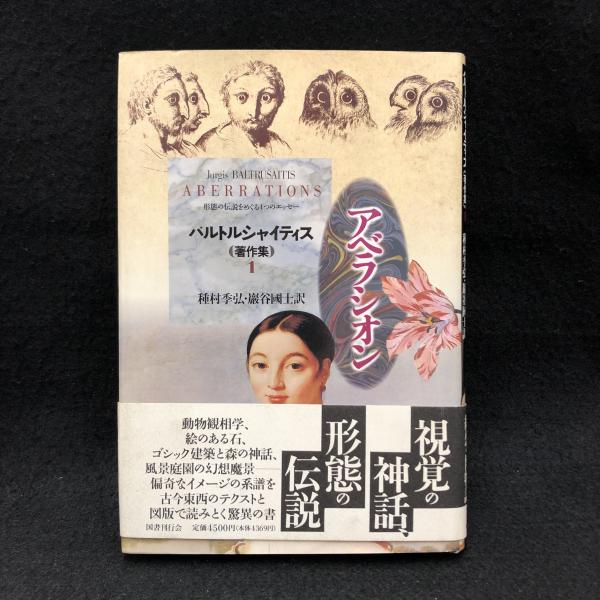 Jurgis BALTRUSAITIS
ABERRATIONS
形態の伝説をめぐる4つのエッセー
バルトルシャイティス
《著作集》
1
種村季弘・巖谷國士訳
アベラシオン
視覚の
神話、
形態の
伝説
動物観相学、
絵のある石、
ゴシック建築と森の神話、
風景庭園の幻想魔景――
偏奇なイメージの系譜を
古今東西のテクストと
図版で読みとく驚異の書
国書刊行会 定価4500円(本体4369円)